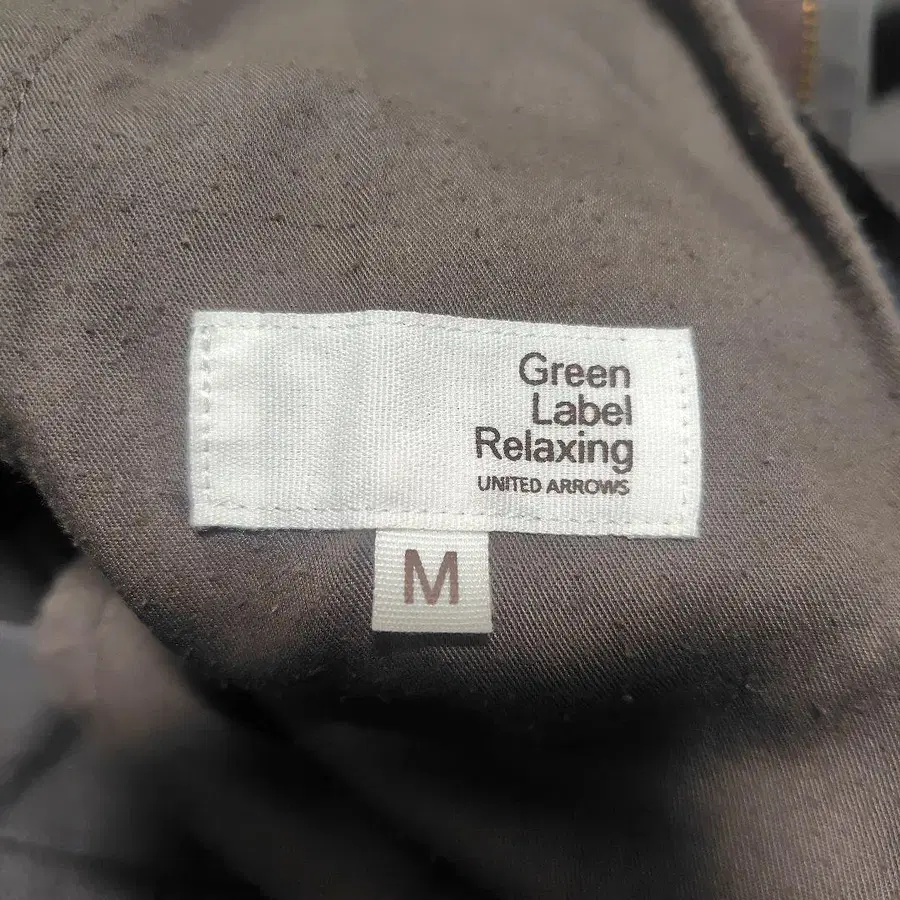 Green
Label
Relaxing
UNITED ARROWS
M